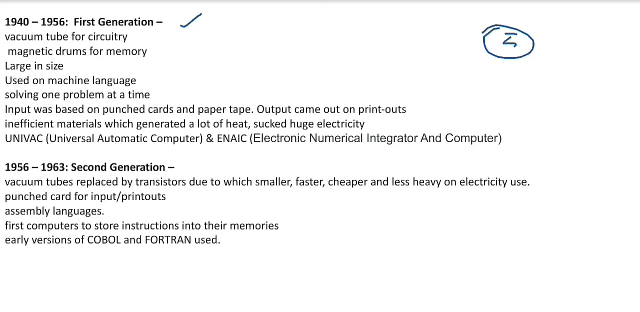 1940 – 1956: First Generation –
vacuum tube for circuitry
magnetic drums for memory
Large in size
Used on machine language
solving one problem at a time
Input was based on punched cards and paper tape. Output came out on print-outs
inefficient materials which generated a lot of heat, sucked huge electricity
UNIVAC (Universal Automatic Computer) & ENAIC (Electronic Numerical Integrator And Computer)
1956 – 1963: Second Generation –
vacuum tubes replaced by transistors due to which smaller, faster, cheaper and less heavy on electricity use.
punched card for input/printouts
assembly languages.
first computers to store instructions into their memories
early versions of COBOL and FORTRAN used.